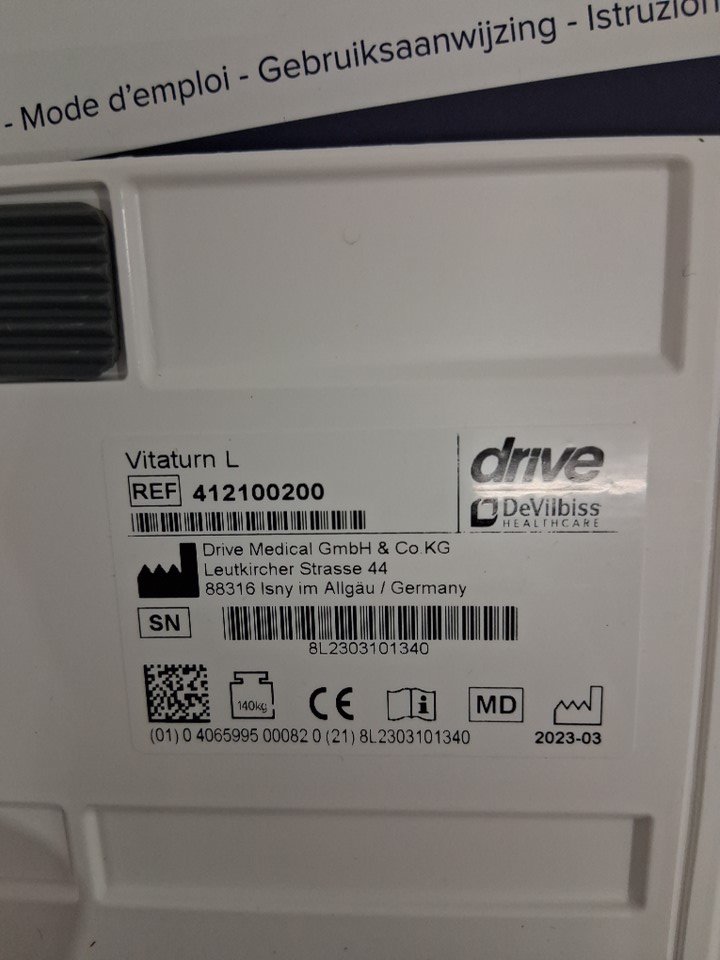 - Mode d'emploi - Gebruiksaanwijzing - Istruzion
Vitaturn L
REF 412100200
drive
DeVilbiss
HEALTHCARE
Drive Medical GmbH & Co.KG
Leutkircher Strasse 44
88316 Isny im Allgäu / Germany
SN
8L2303101340
140kg
CE
i
MD
(01) 0 4065995 00082 0 (21) 8L2303101340
2023-03